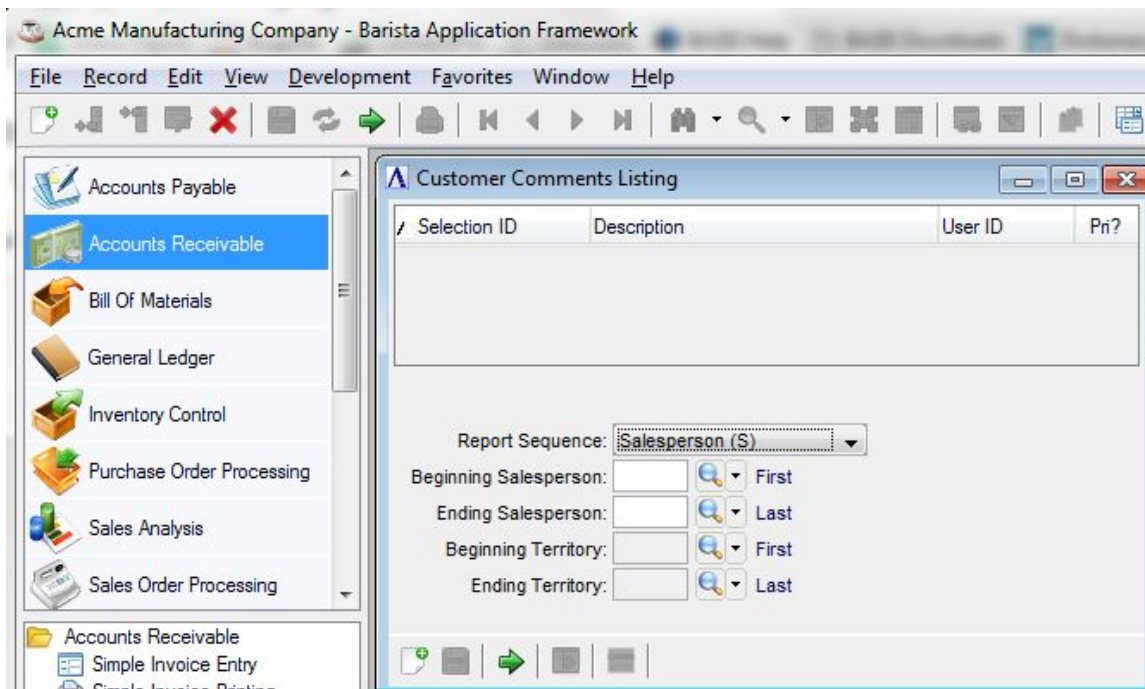 Acme Manufacturing Company - Barista Application Framework
File Record Edit View Development Favorites Window Help
Accounts Payable
Accounts Receivable
Bill Of Materials
General Ledger
Inventory Control
Purchase Order Processing
Sales Analysis
Sales Order Processing
Accounts Receivable
Simple Invoice Entry
Simple Invoice Printing
Customer Comments Listing
Selection ID Description User ID Pri?
Report Sequence: Salesperson (S)
Beginning Salesperson: First
Ending Salesperson: Last
Beginning Territory: First
Ending Territory: Last